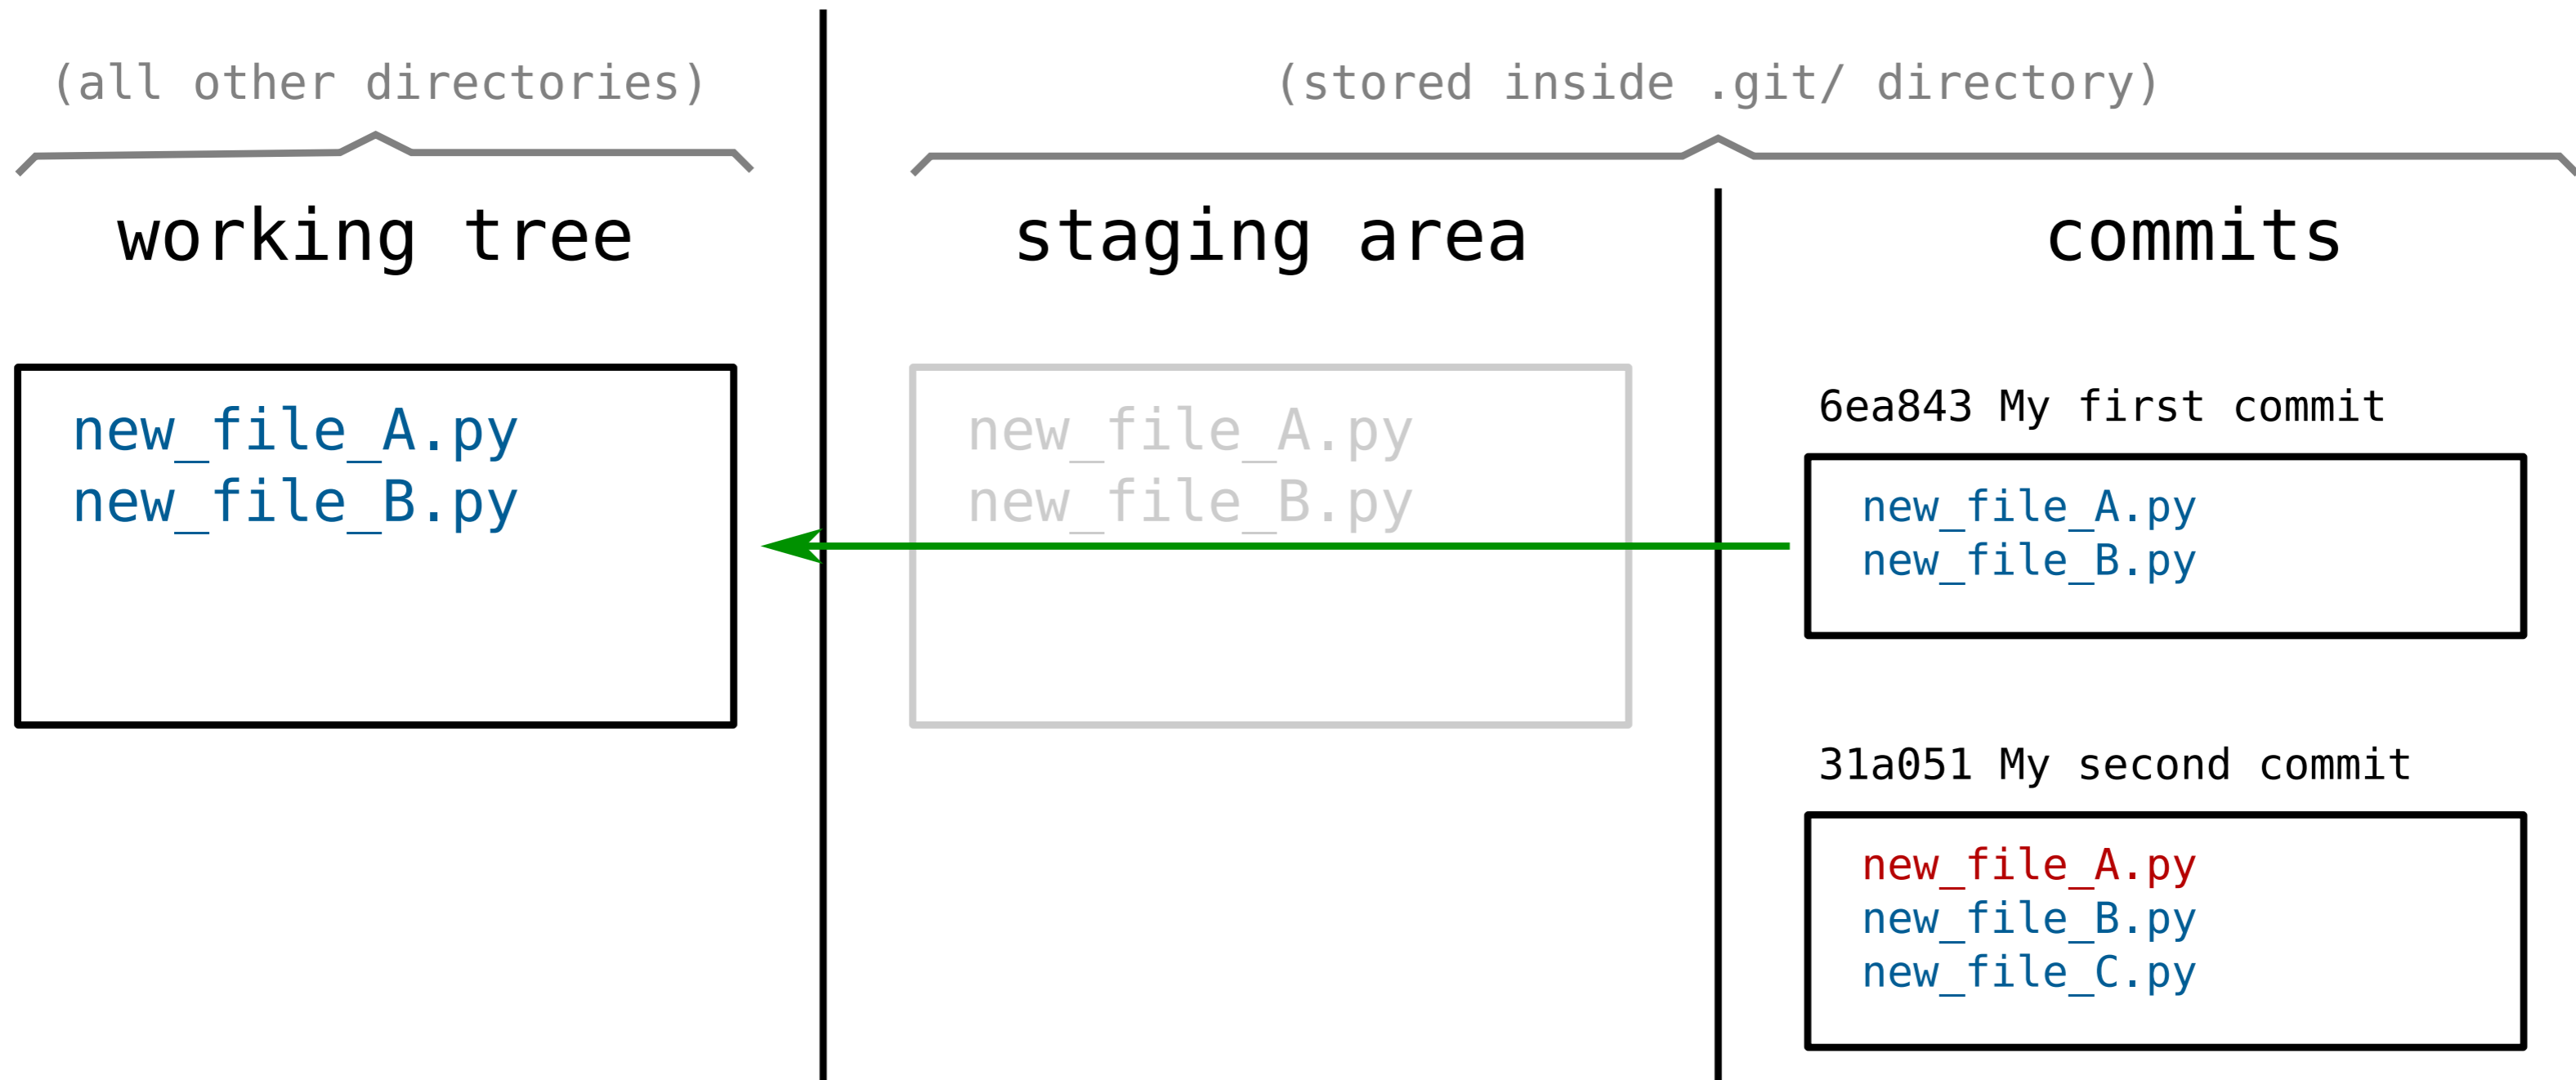 (all other directories)
(stored inside .git/ directory)
working tree
staging area
commits
new_file_A.py
new_file_B.py
new_file_A.py
new_file_B.py
6ea843 My first commit
new_file_A.py
new_file_B.py
31a051 My second commit
new_file_A.py
new_file_B.py
new_file_C.py